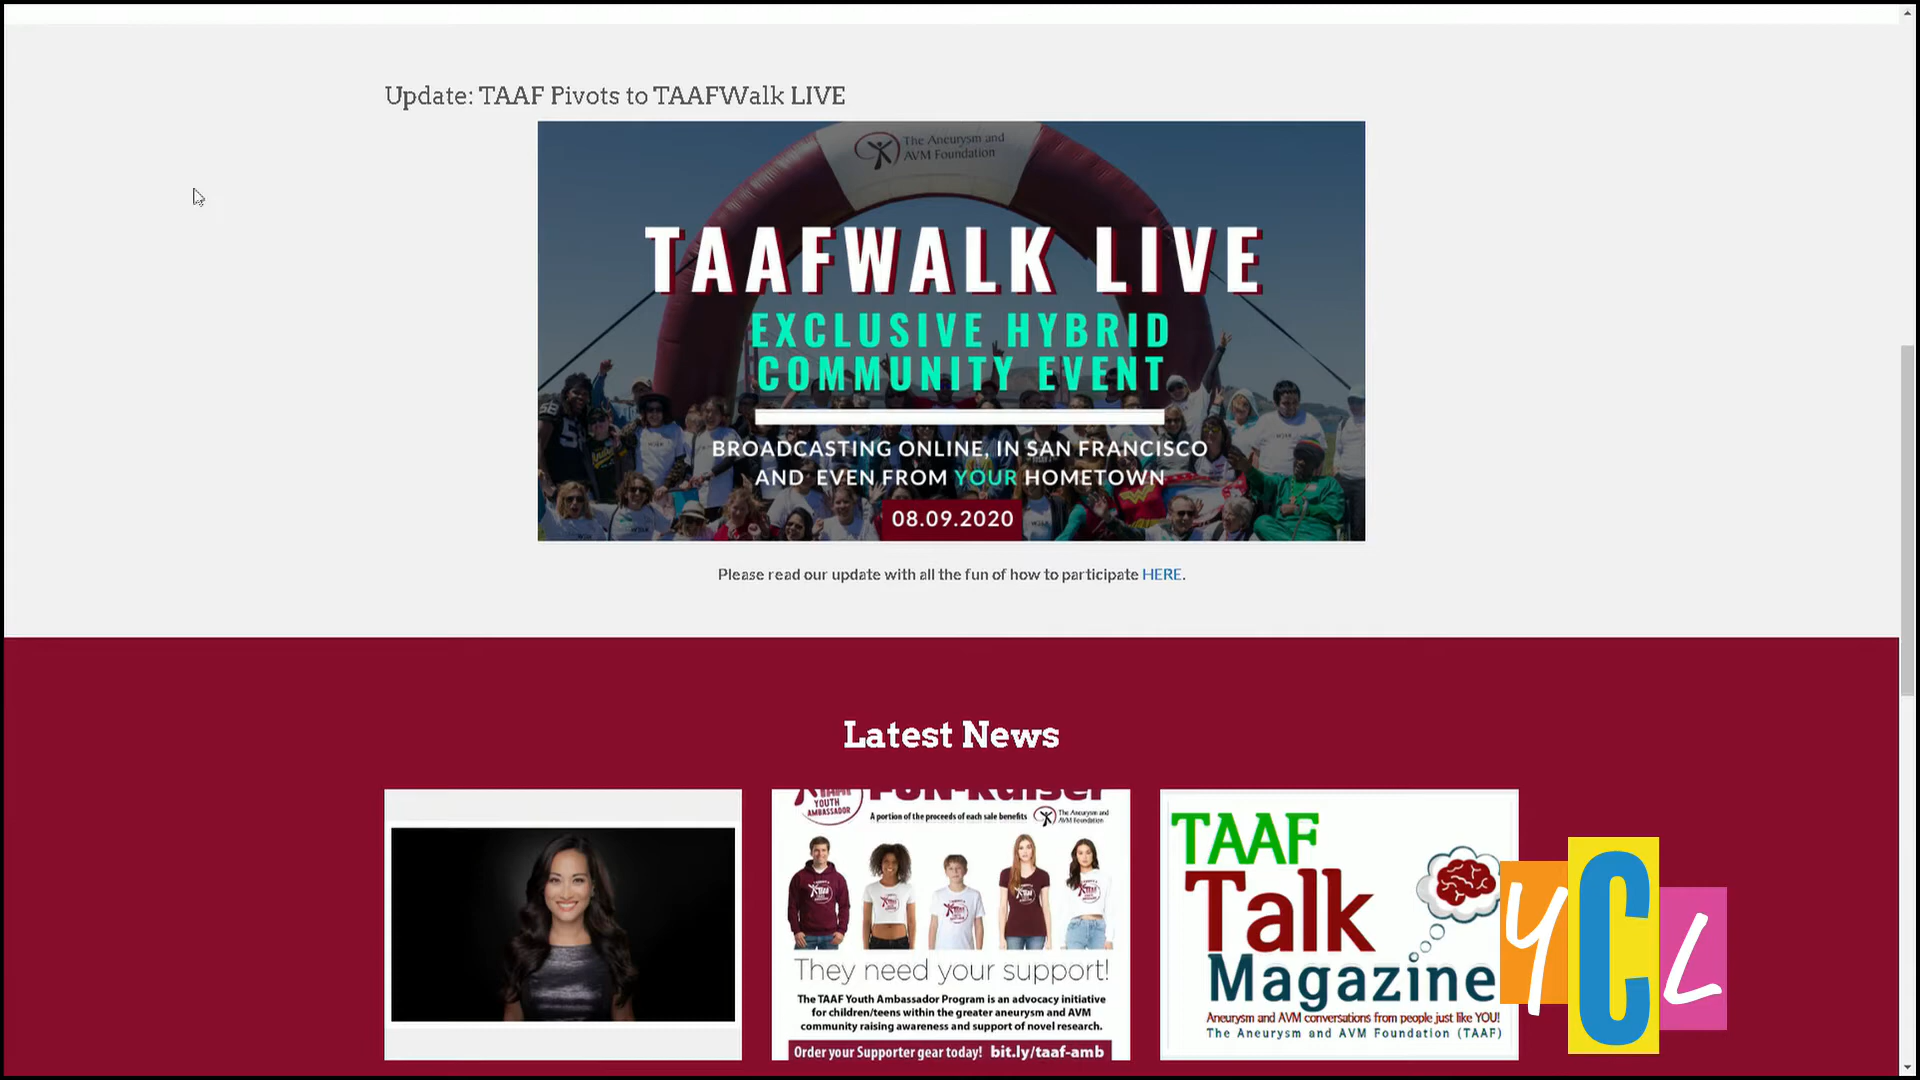 Update: TAAF Pivots to TAAFWalk LIVE
The Aneurysm and
AVM Foundation
TAAFWALK LIVE
EXCLUSIVE HYBRID
COMMUNITY EVENT
BROADCASTING ONLINE, IN SAN FRANCISCO
AND EVEN FROM YOUR HOMETOWN
08.09.2020
Please read our update with all the fun of how to participate HERE.
Latest News
TAAF
YOUTH
AMBASSADOR
FUN-Raiser
A portion of the proceeds of each sale benefits
The Aneurysm and
AVM Foundation
They need your support!
The TAAF Youth Ambassador Program is an advocacy initiative
for children/teens within the greater aneurysm and AVM
community raising awareness and support of novel research.
Order your Supporter gear today! bit.ly/taaf-amb
TAAF
Talk
Magazine
Aneurysm and AVM conversations from people just like YOU!
The Aneurysm and AVM Foundation (TAAF)
YCL